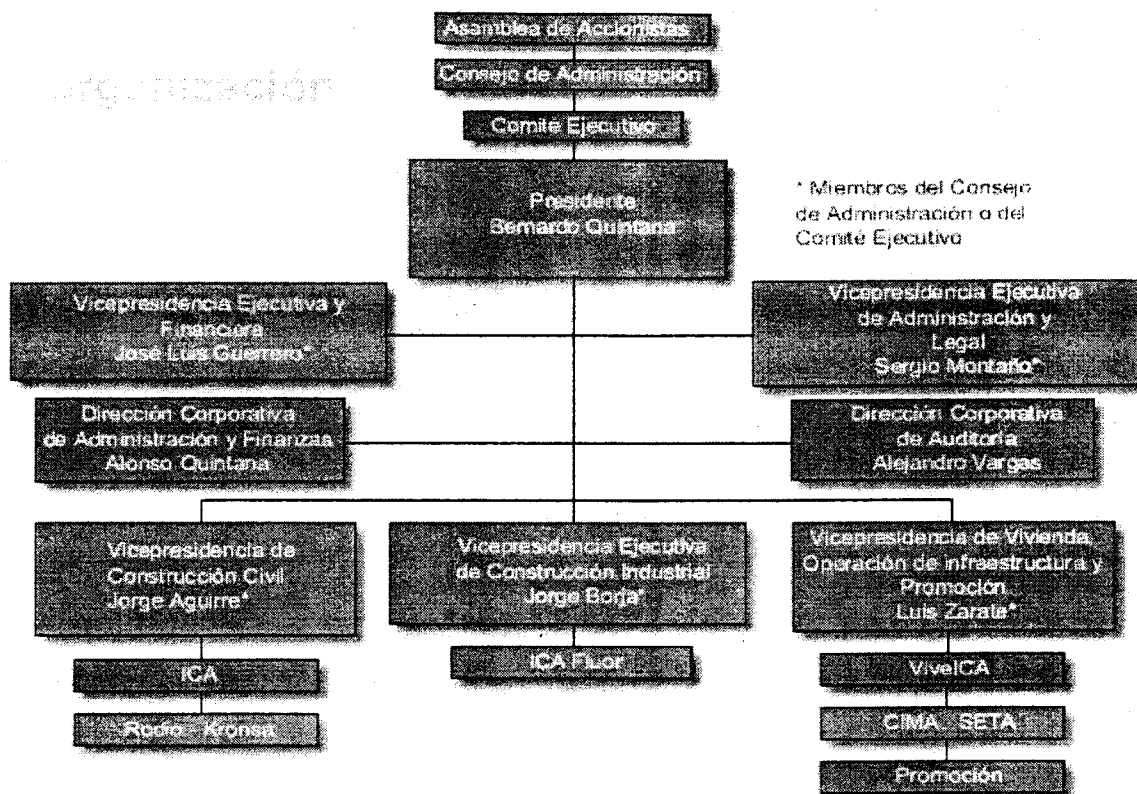 Asamblea de Accionistas
Organización
Consejo de Administración
Comité Ejecutivo
Presidente
Bernardo Quintana
* Miembros del Consejo
de Administración o del
Comité Ejecutivo
Vicepresidencia Ejecutiva y
Financiera
José Luis Guerrero*
Vicepresidencia Ejecutiva
de Administración y
Legal
Sergio Montaño*
Dirección Corporativa
de Administración y Finanzas
Alonso Quintana
Dirección Corporativa
de Auditoría
Alejandro Vargas
Vicepresidencia de
Construcción Civil
Jorge Aguirre*
Vicepresidencia Ejecutiva
de Construcción Industrial
Jorge Borja*
Vicepresidencia de Vivienda
Operación de infraestructura y
Promoción
Luis Zarate*
ICA
Rodio - Kronsa
ICA Fluor
ViveICA
CIMA SETA
Promoción